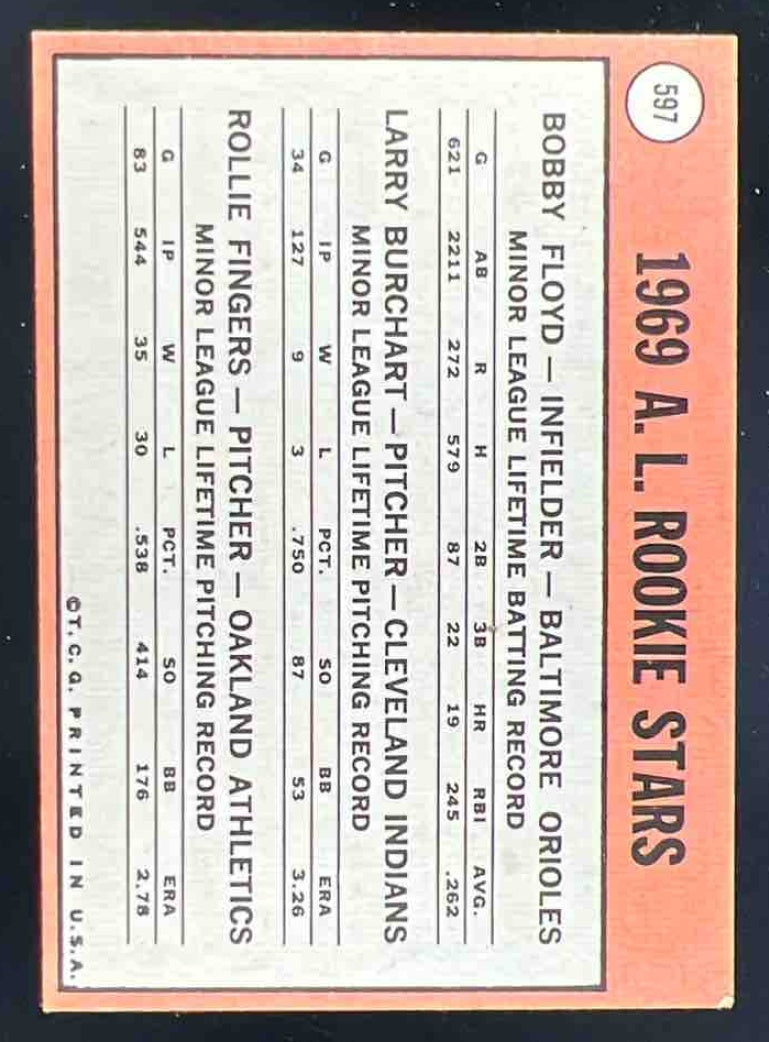 597
1969 A. L. ROOKIE STARS
BOBBY FLOYD — INFIELDER — BALTIMORE ORIOLES
MINOR LEAGUE LIFETIME BATTING RECORD
G AB R H 2B 3B HR RBI AVG.
621 2211 272 579 87 22 19 245 .262
LARRY BURCHART — PITCHER — CLEVELAND INDIANS
MINOR LEAGUE LIFETIME PITCHING RECORD
G IP W L PCT. SO BB ERA
34 127 9 3 .750 87 53 3.26
ROLLIE FINGERS — PITCHER — OAKLAND ATHLETICS
MINOR LEAGUE LIFETIME PITCHING RECORD
G IP W L PCT. SO BB ERA
83 544 35 30 .538 414 176 2.78
©T.C.G. PRINTED IN U.S.A.